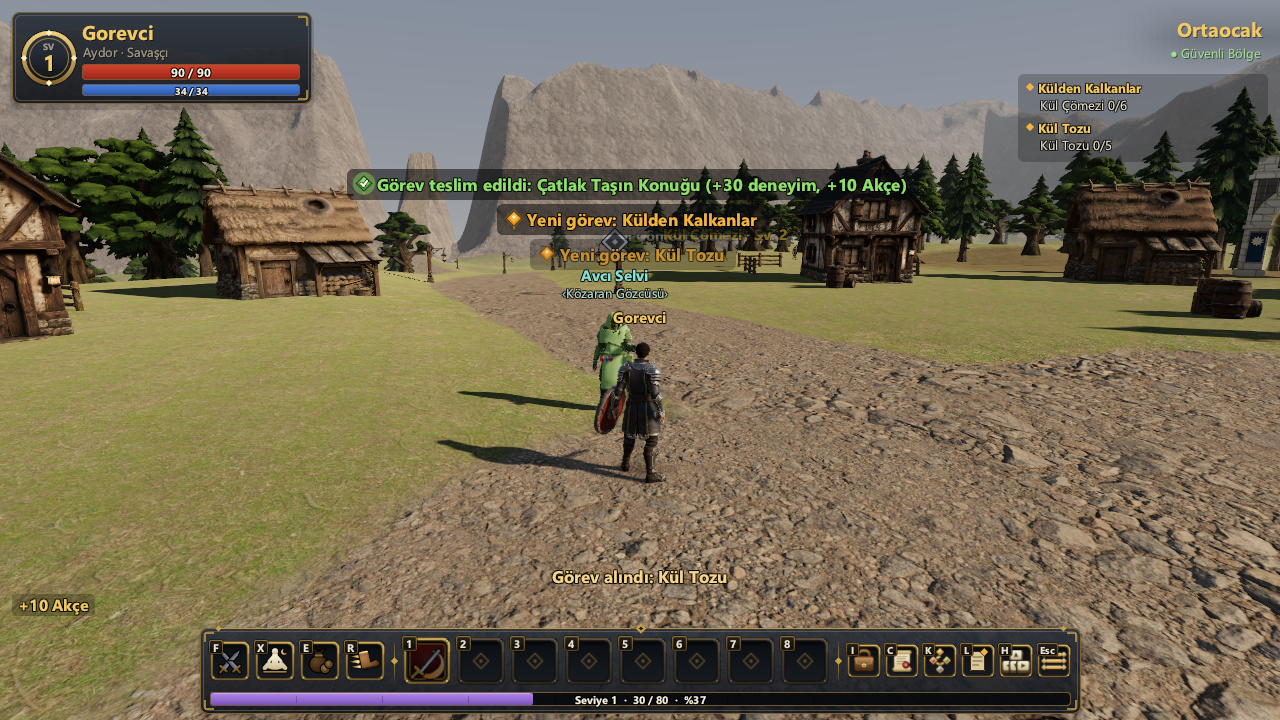 SV
1
Gorevci
Aydor · Savaşçı
90 / 90
34 / 34
Ortaocak
Güvenli Bölge
Külden Kalkanlar
Kül Çömezi 0/6
Kül Tozu
Kül Tozu 0/5
Görev teslim edildi: Çatlak Taşın Konuğu (+30 deneyim, +10 Akçe)
Yeni görev: Külden Kalkanlar
Yeni görev: Kül Tozu
Avcı Selvi
‹Közaran Gözcüsü›
Gorevci
Görev alındı: Kül Tozu
+10 Akçe
F X E R 1 2 3 4 5 6 7 8 I C K L H Esc
Seviye 1 · 30 / 80 · %37